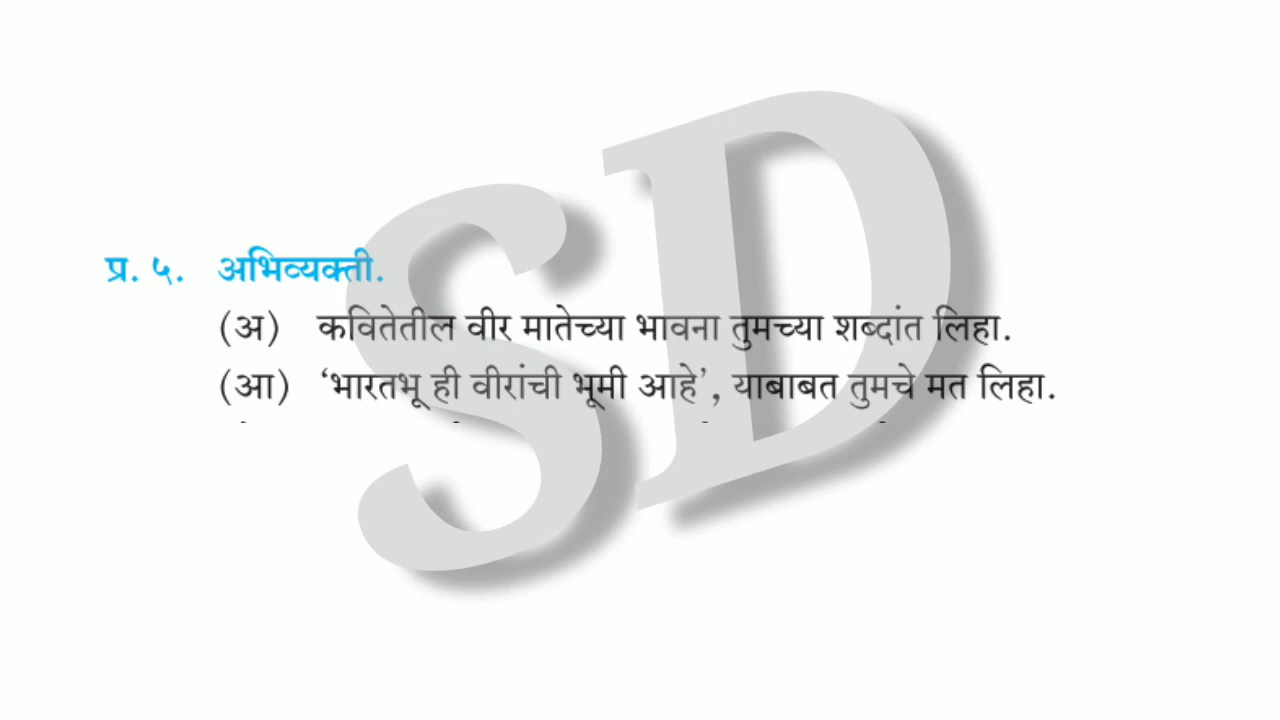 प्र. ५. अभिव्यक्ती.
(अ) कवितेतील वीर मातेच्या भावना तुमच्या शब्दांत लिहा.
(आ) ‘भारतभू ही वीरांची भूमी आहे’, याबाबत तुमचे मत लिहा.
SD